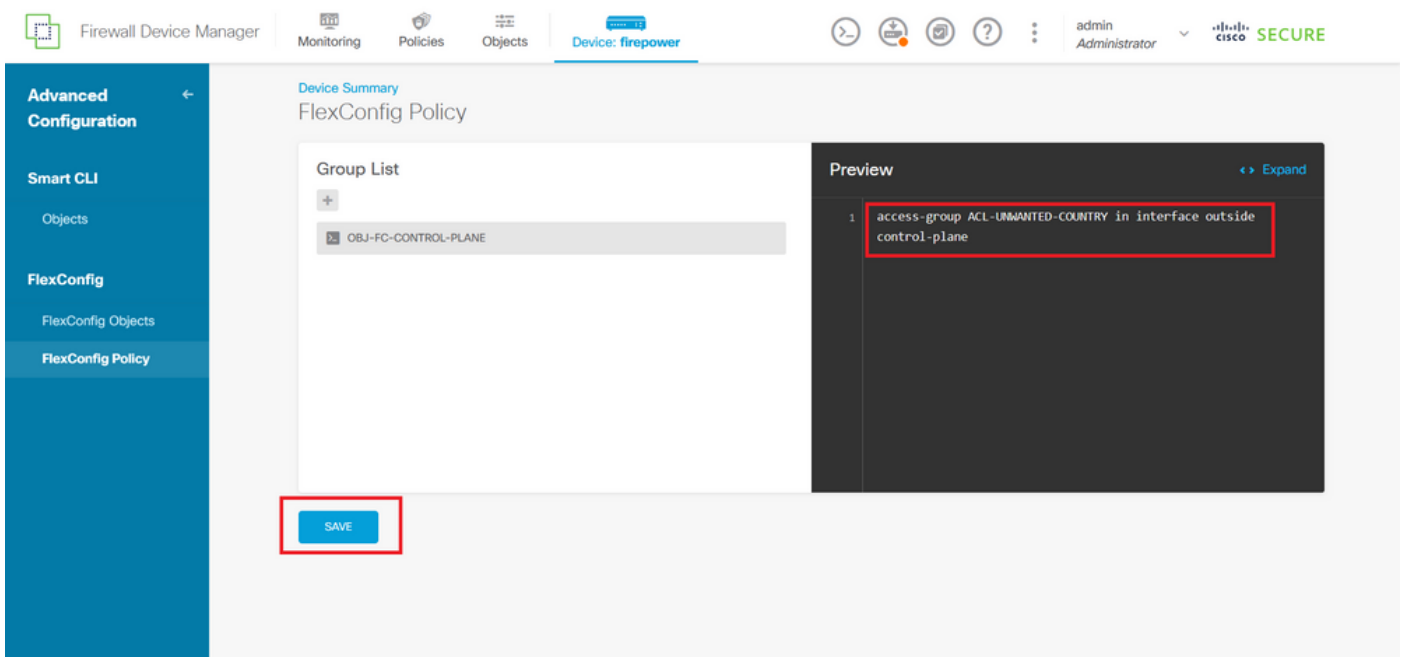 Firewall Device Manager
Monitoring
Policies
Objects
Device: firepower
admin
Administrator
cisco SECURE
Advanced
Configuration
Smart CLI
Objects
FlexConfig
FlexConfig Objects
FlexConfig Policy
Device Summary
FlexConfig Policy
Group List
+
OBJ-FC-CONTROL-PLANE
Preview
Expand
1 access-group ACL-UNWANTED-COUNTRY in interface outside
control-plane
SAVE